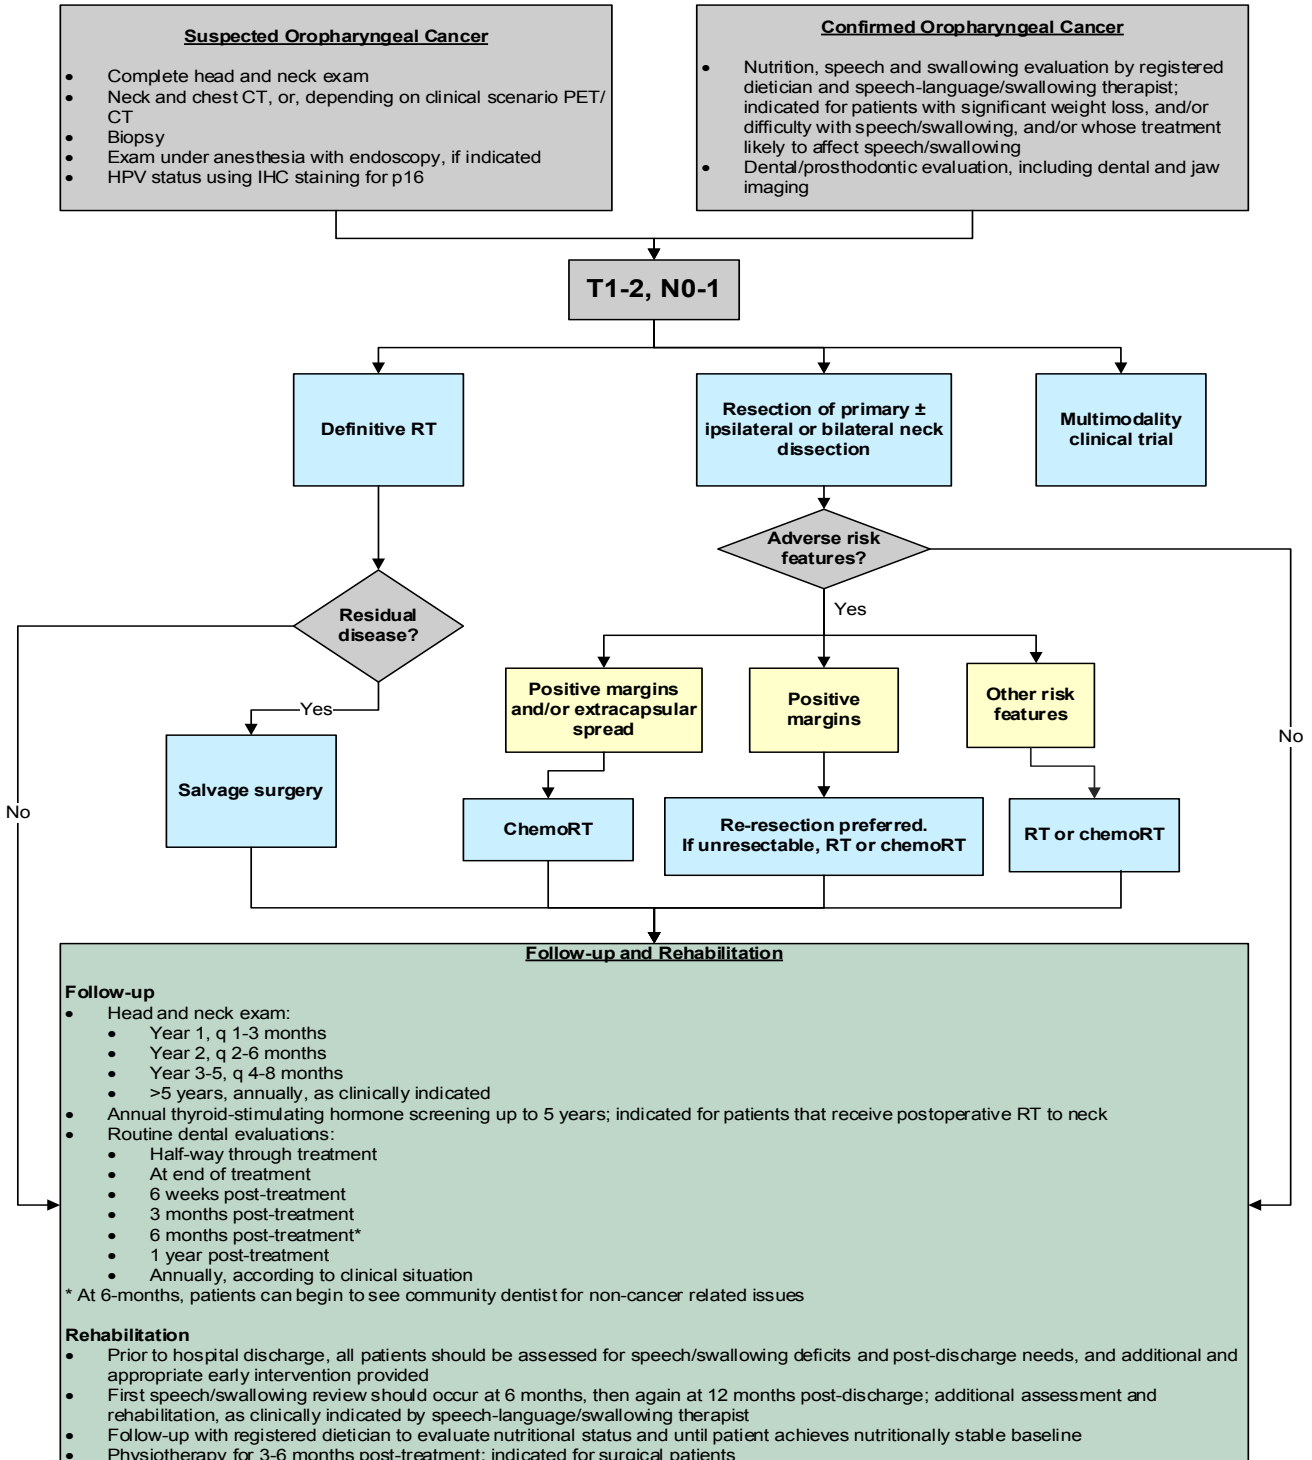 Suspected Oropharyngeal Cancer
• Complete head and neck exam
• Neck and chest CT, or, depending on clinical scenario PET/
CT
• Biopsy
• Exam under anesthesia with endoscopy, if indicated
• HPV status using IHC staining for p16
Confirmed Oropharyngeal Cancer
• Nutrition, speech and swallowing evaluation by registered
dietician and speech-language/swallowing therapist;
indicated for patients with significant weight loss, and/or
difficulty with speech/swallowing, and/or whose treatment
likely to affect speech/swallowing
• Dental/prosthodontic evaluation, including dental and jaw
imaging
T1-2, N0-1
Definitive RT
Resection of primary ±
ipsilateral or bilateral neck
dissection
Multimodality
clinical trial
Adverse risk
features?
Residual
disease?
Yes
Yes
No
No
Positive margins
and/or extracapsular
spread
Positive
margins
Other risk
features
Salvage surgery
ChemoRT
Re-resection preferred.
If unresectable, RT or chemoRT
RT or chemoRT
Follow-up and Rehabilitation
Follow-up
• Head and neck exam:
• Year 1, q 1-3 months
• Year 2, q 2-6 months
• Year 3-5, q 4-8 months
• >5 years, annually, as clinically indicated
• Annual thyroid-stimulating hormone screening up to 5 years; indicated for patients that receive postoperative RT to neck
• Routine dental evaluations:
• Half-way through treatment
• At end of treatment
• 6 weeks post-treatment
• 3 months post-treatment
• 6 months post-treatment*
• 1 year post-treatment
• Annually, according to clinical situation
* At 6-months, patients can begin to see community dentist for non-cancer related issues
Rehabilitation
• Prior to hospital discharge, all patients should be assessed for speech/swallowing deficits and post-discharge needs, and additional and
appropriate early intervention provided
• First speech/swallowing review should occur at 6 months, then again at 12 months post-discharge; additional assessment and
rehabilitation, as clinically indicated by speech-language/swallowing therapist
• Follow-up with registered dietician to evaluate nutritional status and until patient achieves nutritionally stable baseline
• Physiotherapy for 3-6 months post-treatment; indicated for surgical patients